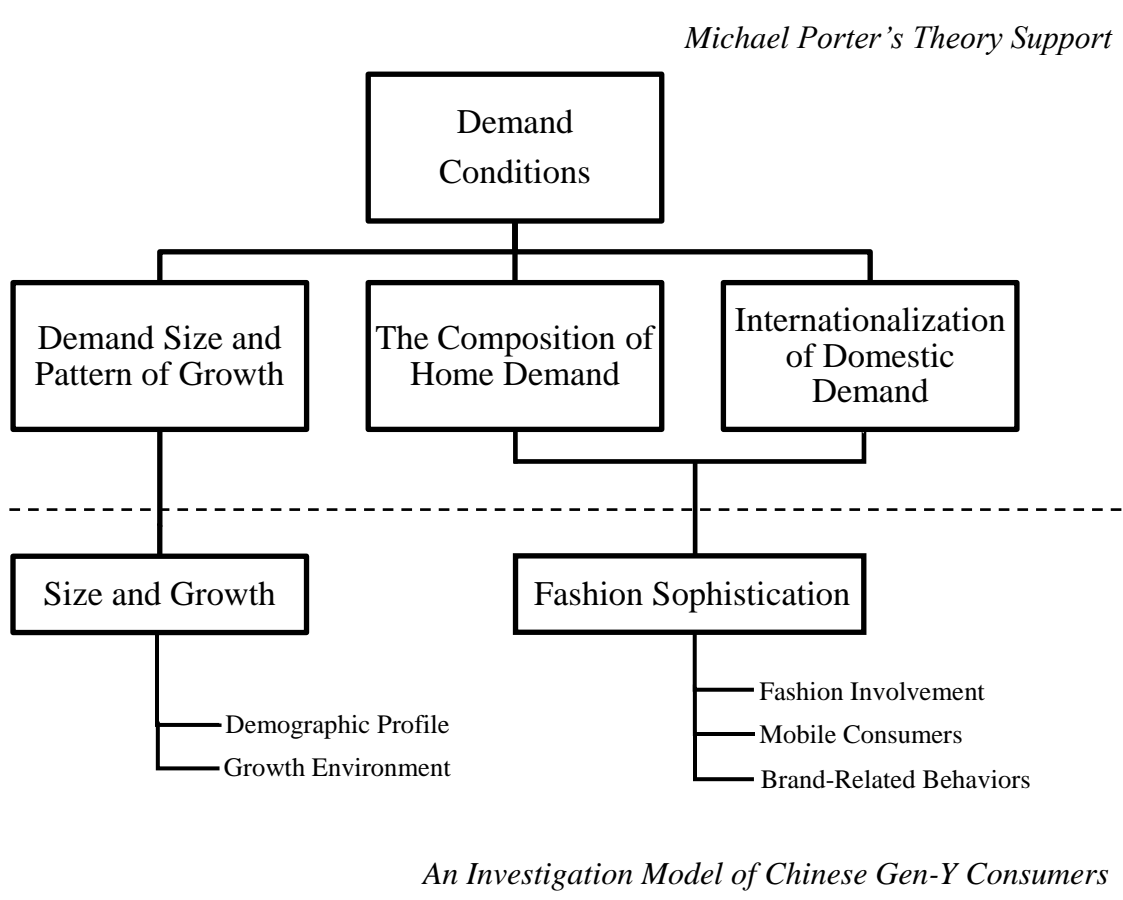 Michael Porter’s Theory Support
Demand
Conditions
Demand Size and
Pattern of Growth
The Composition of
Home Demand
Internationalization
of Domestic
Demand
Size and Growth
Fashion Sophistication
Demographic Profile
Growth Environment
Fashion Involvement
Mobile Consumers
Brand-Related Behaviors
An Investigation Model of Chinese Gen-Y Consumers